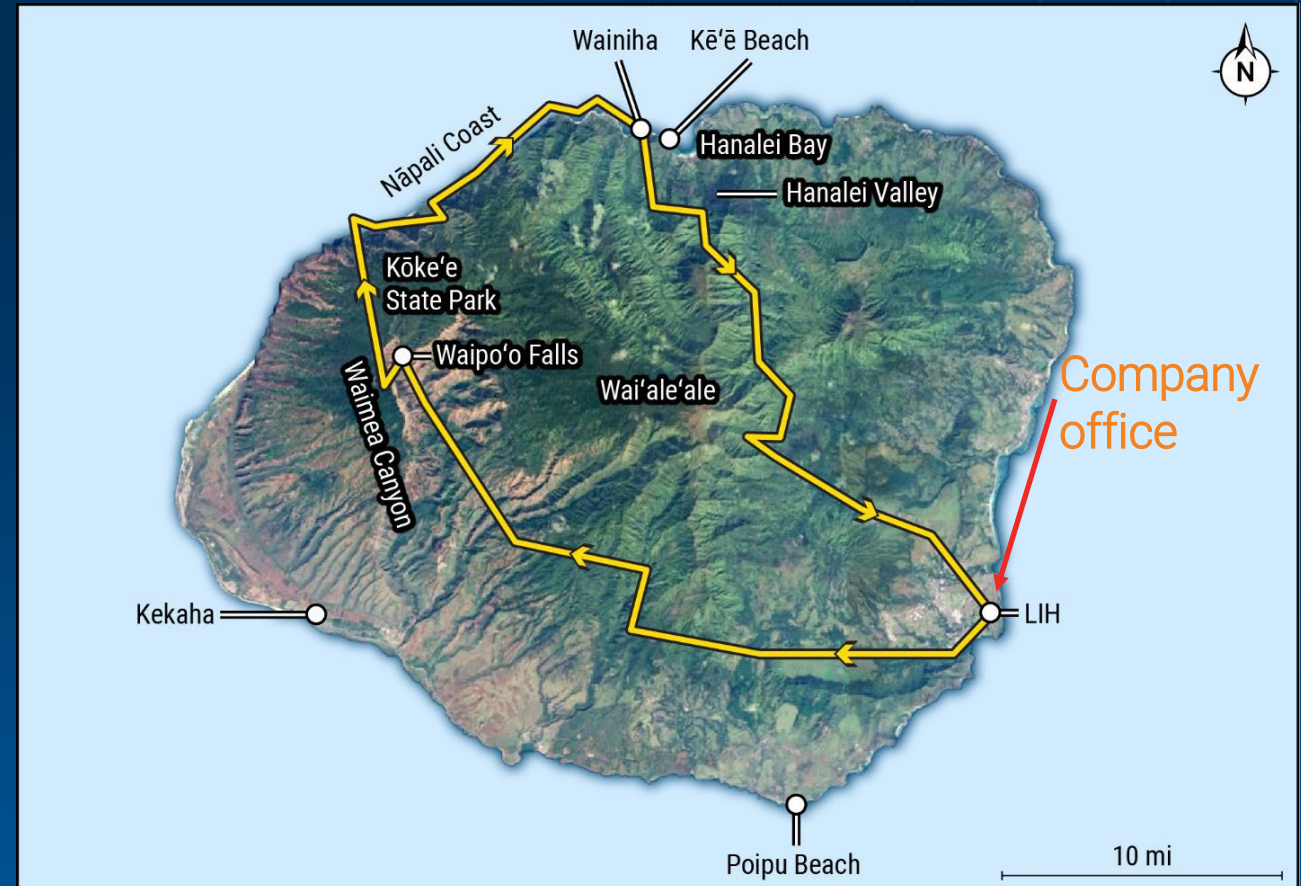 Wainiha
Kēʻē Beach
N
Nāpali Coast
Hanalei Bay
Hanalei Valley
Kōkeʻe
State Park
Waipoʻo Falls
Waimea Canyon
Waiʻaleʻale
Company
office
Kekaha
LIH
Poipu Beach
10 mi